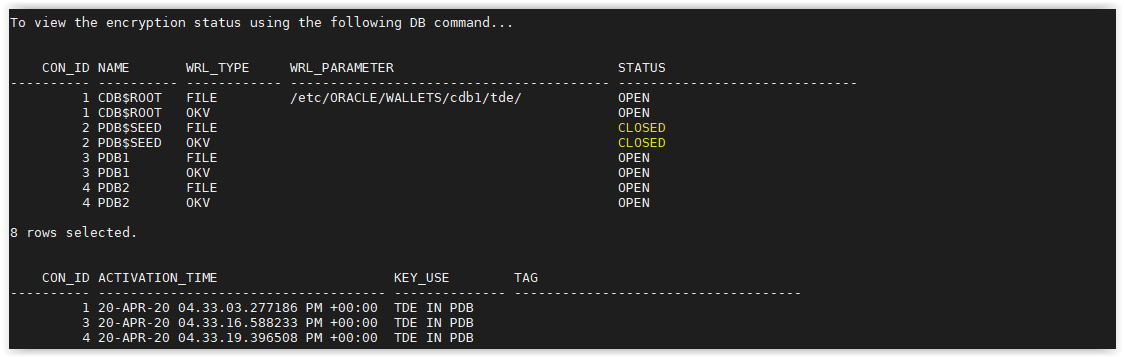 To view the encryption status using the following DB command...
    CON_ID NAME       WRL_TYPE     WRL_PARAMETER                            STATUS
---------- ---------- ------------ ---------------------------------------- ------------------------------
         1 CDB$ROOT   FILE         /etc/ORACLE/WALLETS/cdb1/tde/            OPEN
         1 CDB$ROOT   OKV                                                   OPEN
         2 PDB$SEED   FILE                                                  CLOSED
         2 PDB$SEED   OKV                                                   CLOSED
         3 PDB1       FILE                                                  OPEN
         3 PDB1       OKV                                                   OPEN
         4 PDB2       FILE                                                  OPEN
         4 PDB2       OKV                                                   OPEN
8 rows selected.
    CON_ID ACTIVATION_TIME                      KEY_USE        TAG
---------- ------------------------------------ -------------- ------------------------------------
         1 20-APR-20 04.33.03.277186 PM +00:00  TDE IN PDB
         3 20-APR-20 04.33.16.588233 PM +00:00  TDE IN PDB
         4 20-APR-20 04.33.19.396508 PM +00:00  TDE IN PDB